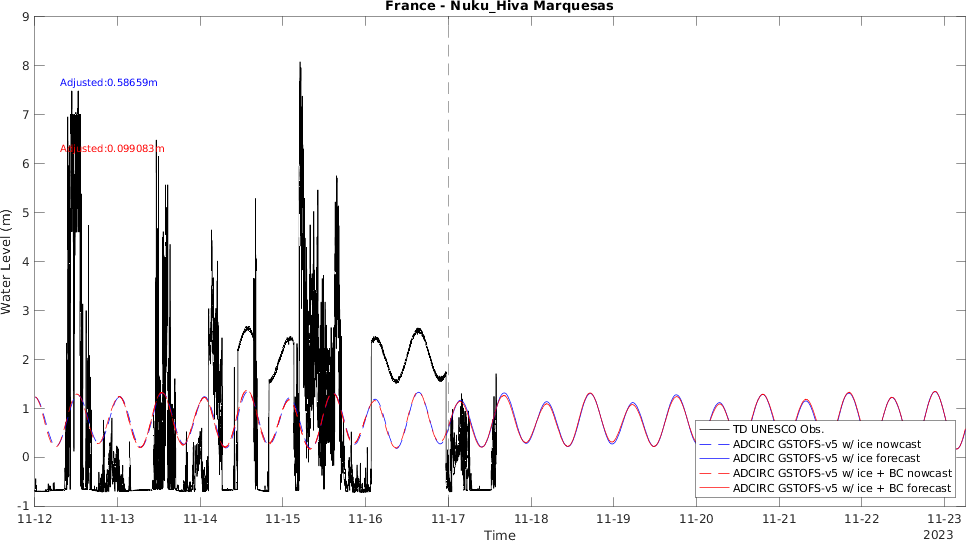 France - Nuku_Hiva Marquesas
9
8
7
6
5
4
3
2
1
0
-1
Water Level (m)
Adjusted:0.58659m
Adjusted:0.099083m
TD UNESCO Obs.
ADCIRC GSTOFS-v5 w/ ice nowcast
ADCIRC GSTOFS-v5 w/ ice forecast
ADCIRC GSTOFS-v5 w/ ice + BC nowcast
ADCIRC GSTOFS-v5 w/ ice + BC forecast
11-12 11-13 11-14 11-15 11-16 11-17 11-18 11-19 11-20 11-21 11-22 11-23
Time
2023